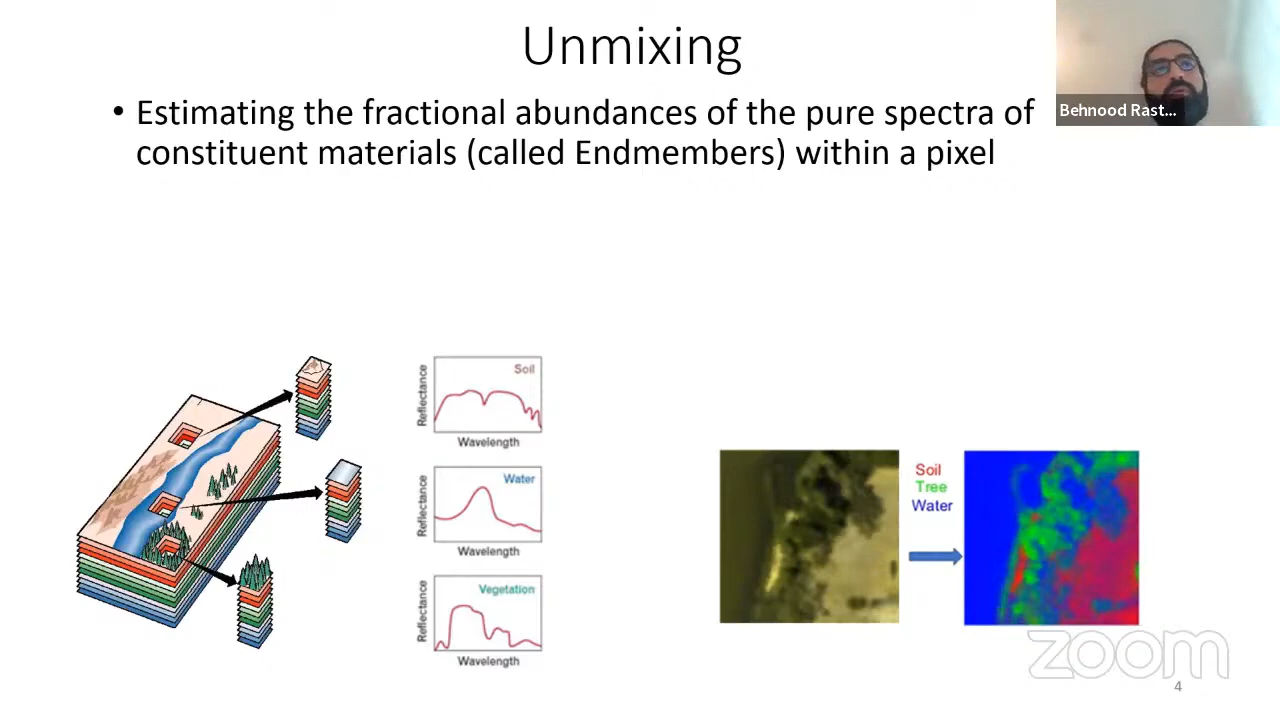 Unmixing
• Estimating the fractional abundances of the pure spectra of
constituent materials (called Endmembers) within a pixel
Behnood Rast...
Soil
Reflectance
Wavelength
Water
Reflectance
Wavelength
Vegetation
Reflectance
Wavelength
Soil
Tree
Water
zoom
4